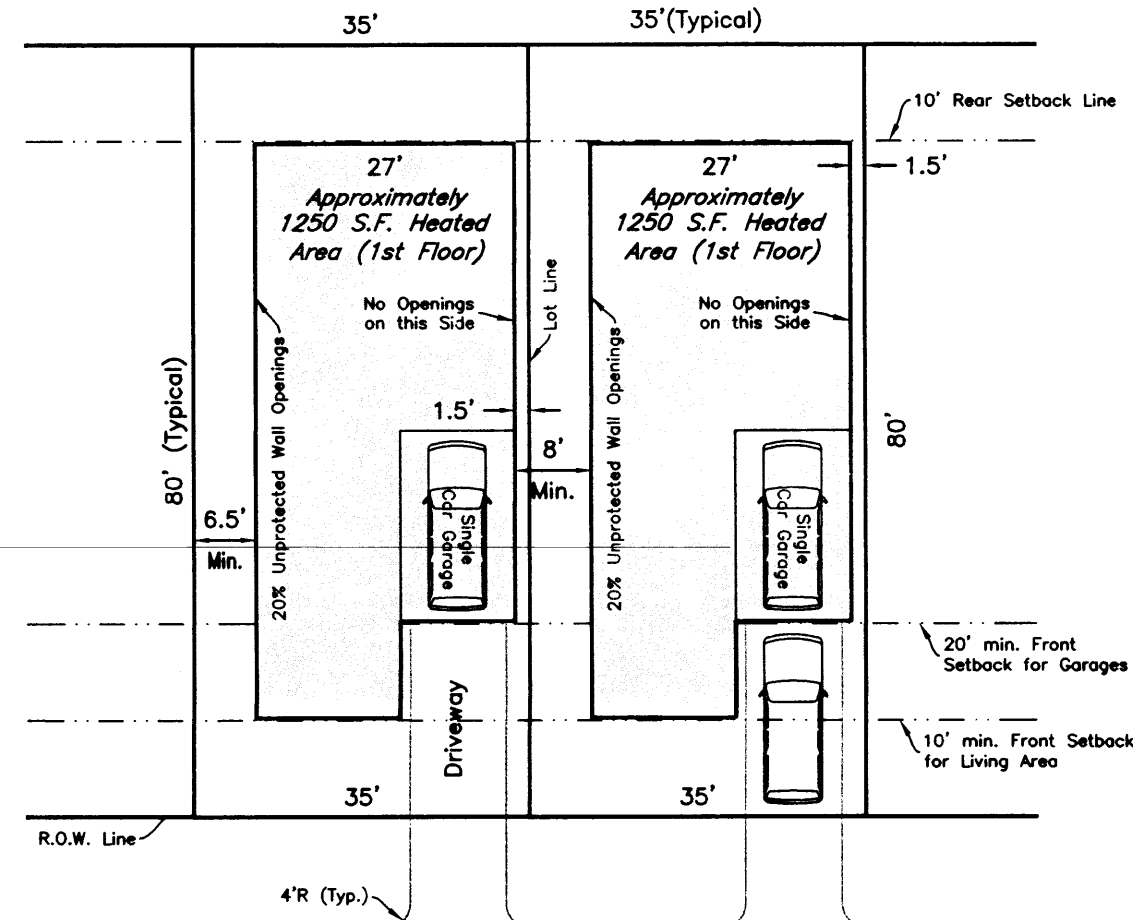 35'
35'(Typical)
10' Rear Setback Line
27'
Approximately
1250 S.F. Heated
Area (1st Floor)
27'
Approximately
1250 S.F. Heated
Area (1st Floor)
1.5'
No Openings
on this Side
Lot Line
No Openings
on this Side
80' (Typical)
20% Unprotected Wall Openings
1.5'
8'
Min.
20% Unprotected Wall Openings
80'
6.5'
Min.
Single
Car Garage
Single
Car Garage
20' min. Front
Setback for Garages
Driveway
10' min. Front Setback
for Living Area
35'
35'
R.O.W. Line
4'R (Typ.)